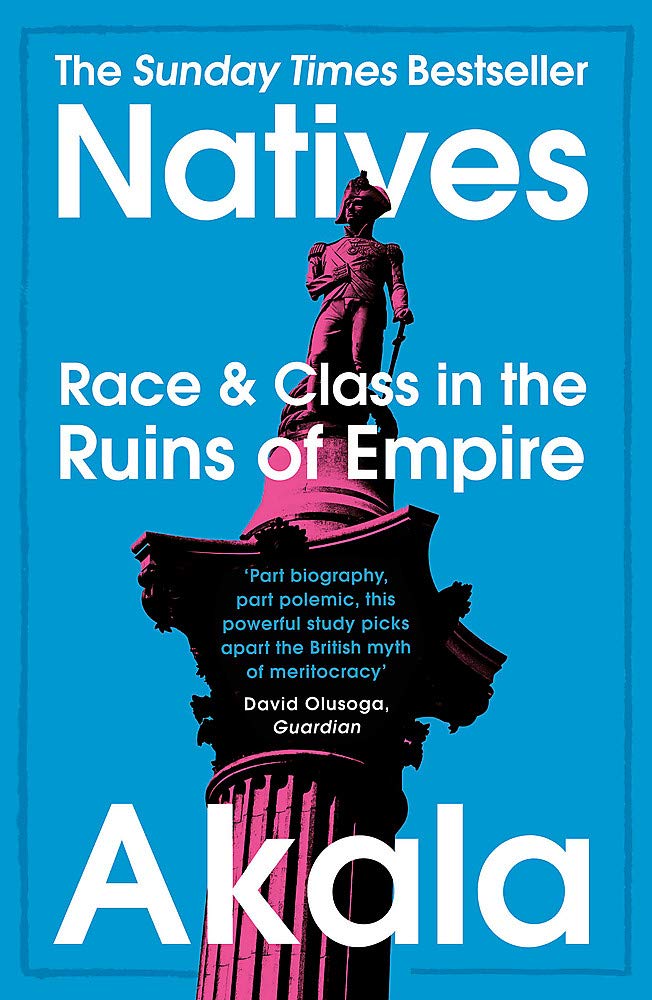 The Sunday Times Bestseller
Natives
Race & Class in the
Ruins of Empire
‘Part biography,
part polemic, this
powerful study picks
apart the British myth
of meritocracy’
David Olusoga,
Guardian
Akala